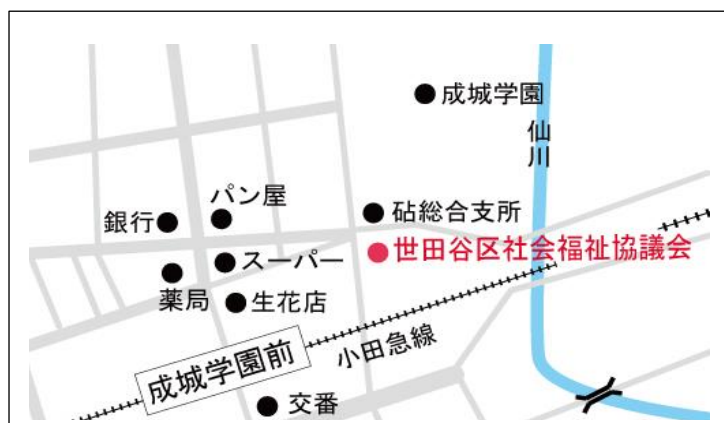 成城学園
仙川
パン屋
銀行
砧総合支所
世田谷区社会福祉協議会
スーパー
薬局
生花店
成城学園前
小田急線
交番